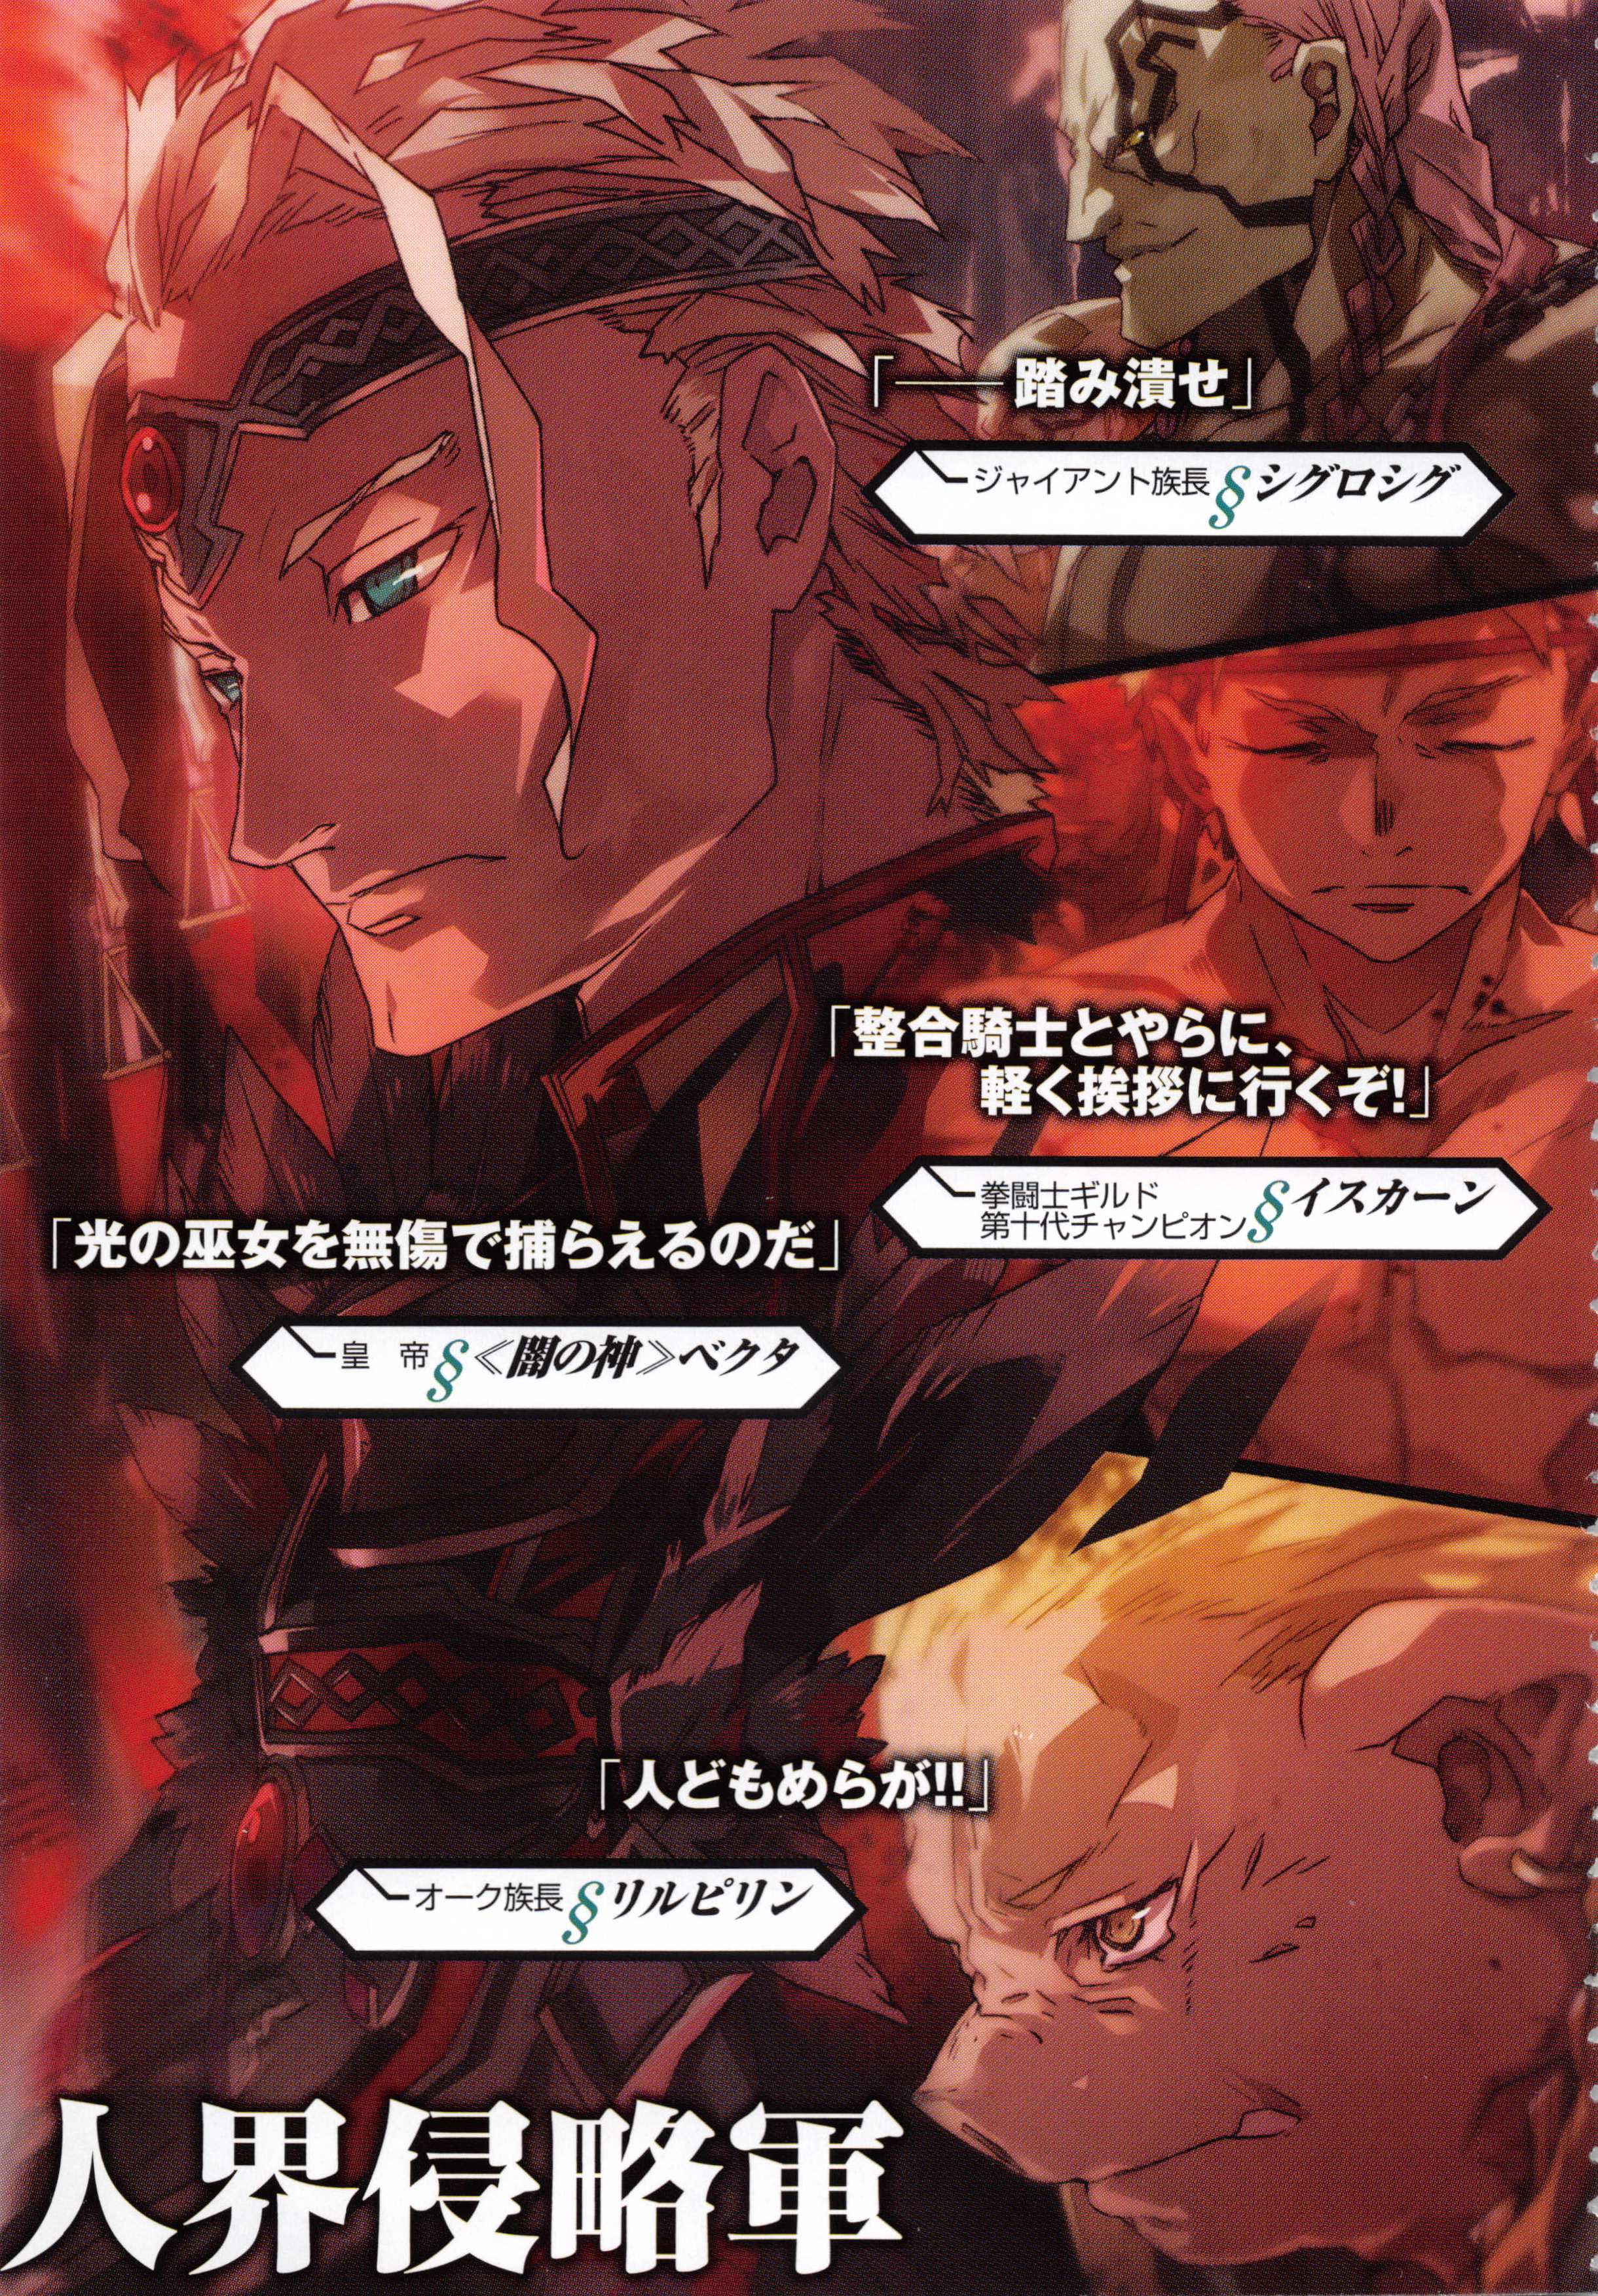 「――踏み潰せ」
ジャイアント族長§シグロシグ
「整合騎士とやらに、
軽く挨拶に行くぞ!」
拳闘士ギルド
第十代チャンピオン§イスカーン
「光の巫女を無傷で捕らえるのだ」
皇　帝§≪闇の神≫ベクタ
「人どもめらが!!」
オーク族長§リルピリン
人界侵略軍